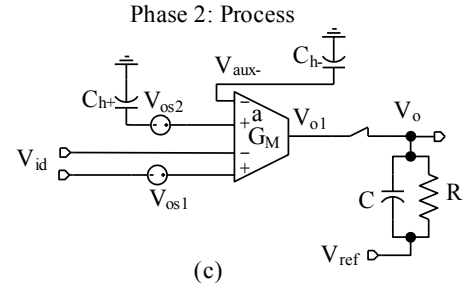 Phase 2: Process
V_aux-
C_h-
C_h+
V_os2
−
a
V_o1
V_o
+
G_M
V_id
−
+
C
R
V_os1
V_ref
(c)